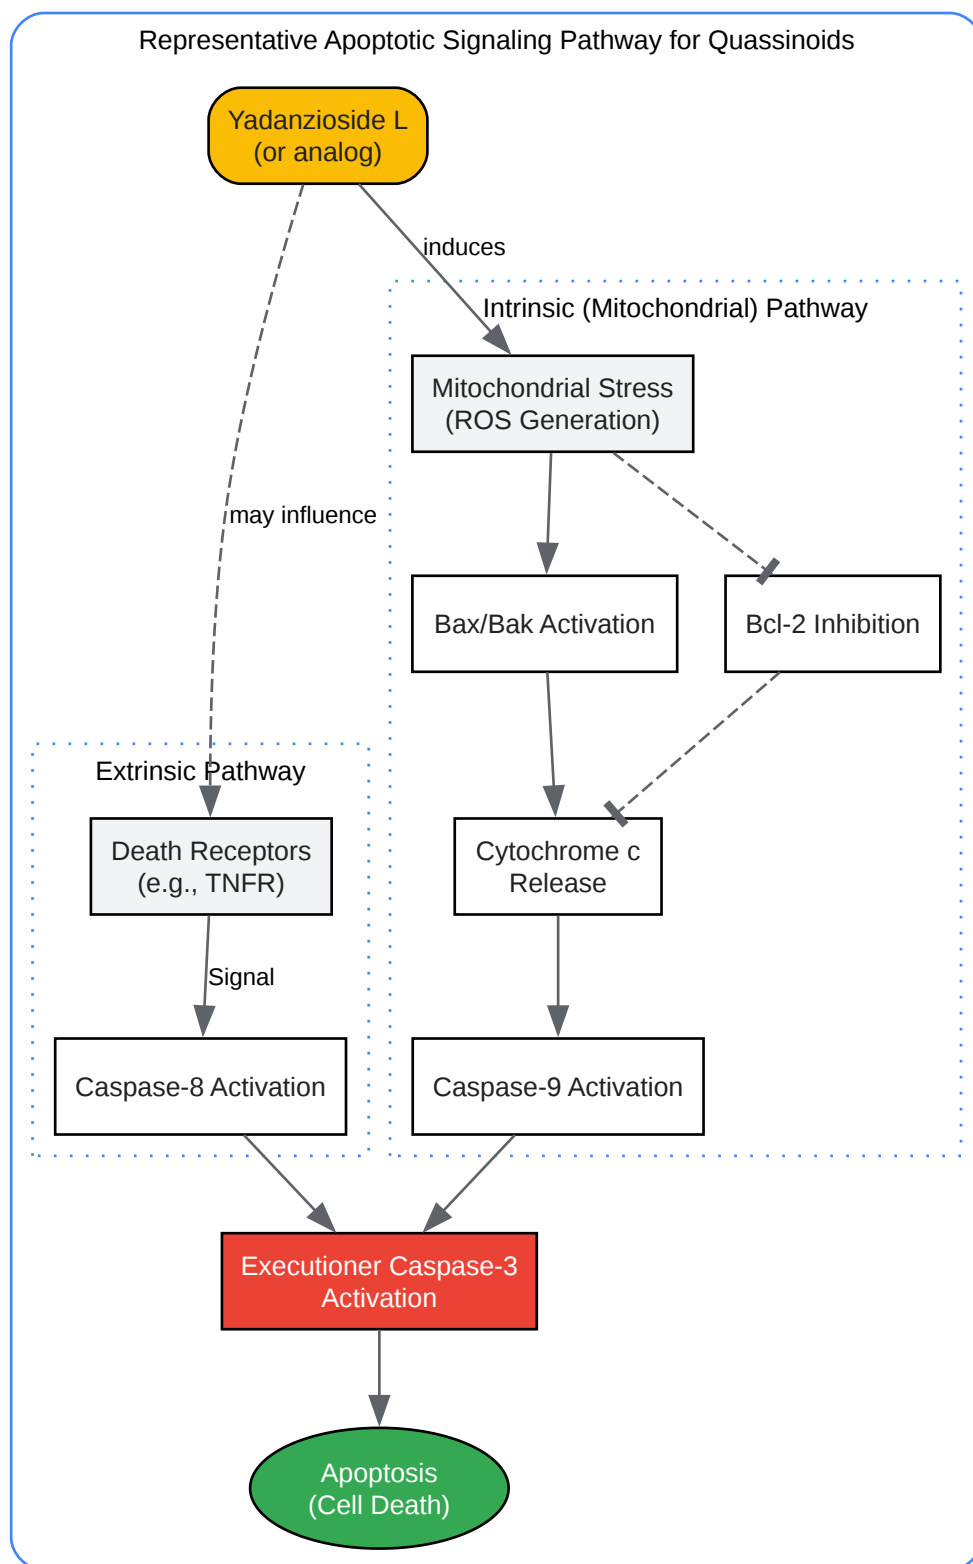 Representative Apoptotic Signaling Pathway for Quassinoids
Yadanzioside L
(or analog)
induces
Intrinsic (Mitochondrial) Pathway
Mitochondrial Stress
(ROS Generation)
may influence
Bax/Bak Activation
Bcl-2 Inhibition
Extrinsic Pathway
Death Receptors
(e.g., TNFR)
Cytochrome c
Release
Signal
Caspase-8 Activation
Caspase-9 Activation
Executioner Caspase-3
Activation
Apoptosis
(Cell Death)